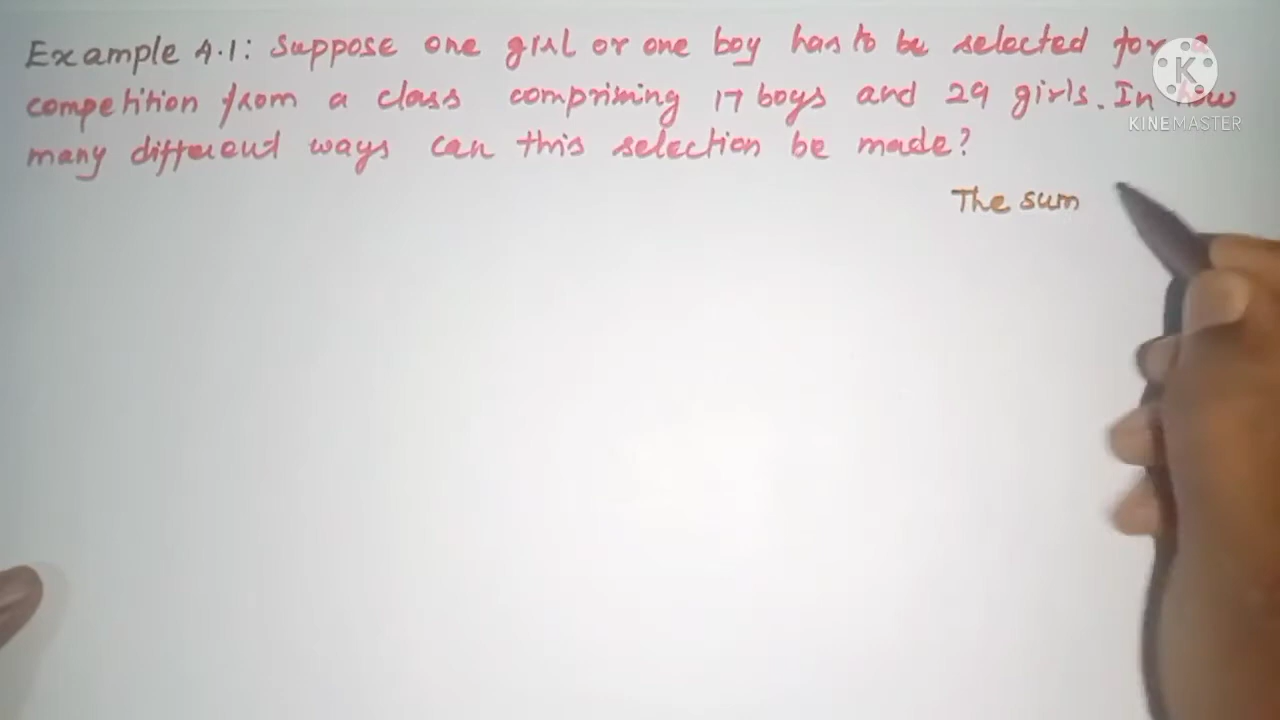 Example 4.1: Suppose one girl or one boy has to be selected for a
competition from a class comprising 17 boys and 29 girls. In how
many different ways can this selection be made?
The sum
K
KINEMASTER